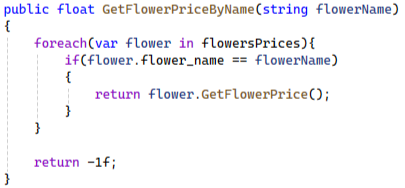 public float GetFlowerPriceByName(string flowerName)
{
    foreach(var flower in flowersPrices){
        if(flower.flower_name == flowerName)
        {
            return flower.GetFlowerPrice();
        }
    }

    return -1f;
}